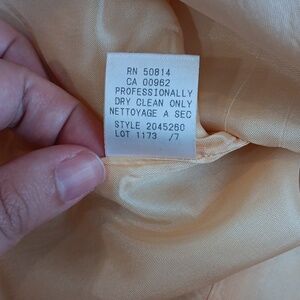 RN 50814
CA 00962
PROFESSIONALLY
DRY CLEAN ONLY
NETTOYAGE A SEC
STYLE 2045260
LOT 1173 /7